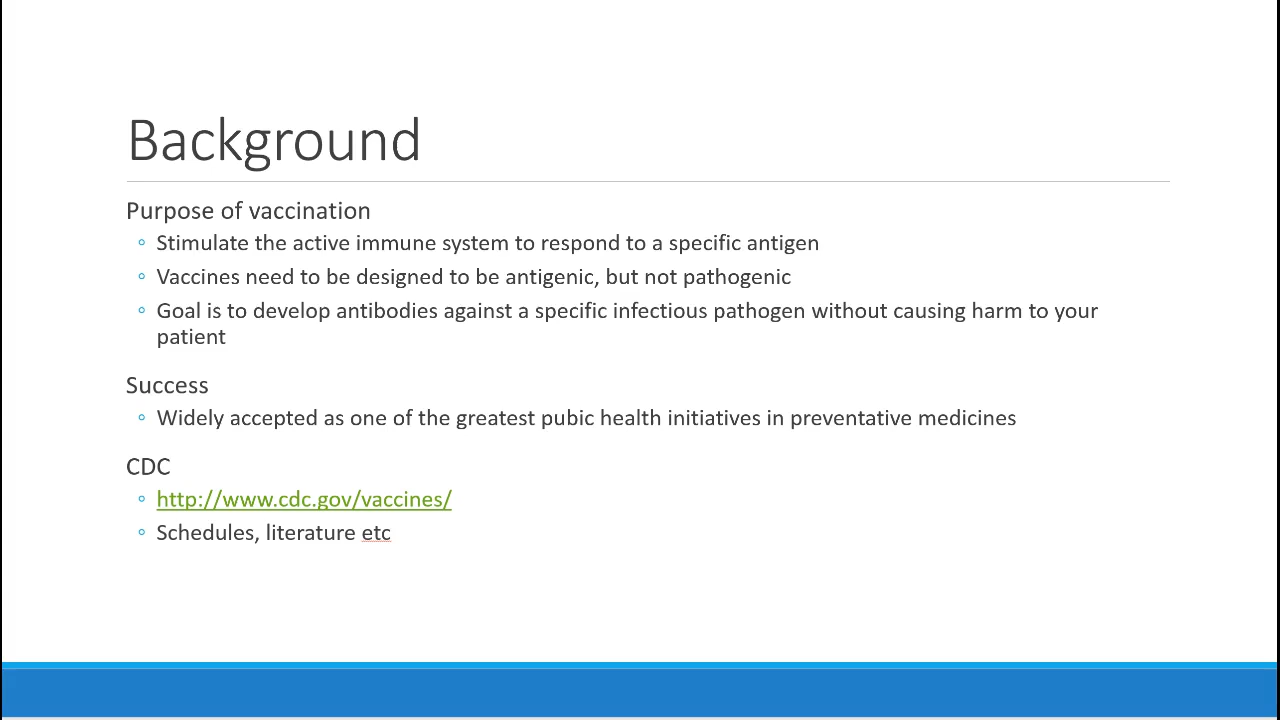 Background
Purpose of vaccination
◦ Stimulate the active immune system to respond to a specific antigen
◦ Vaccines need to be designed to be antigenic, but not pathogenic
◦ Goal is to develop antibodies against a specific infectious pathogen without causing harm to your
patient
Success
◦ Widely accepted as one of the greatest pubic health initiatives in preventative medicines
CDC
◦ http://www.cdc.gov/vaccines/
◦ Schedules, literature etc